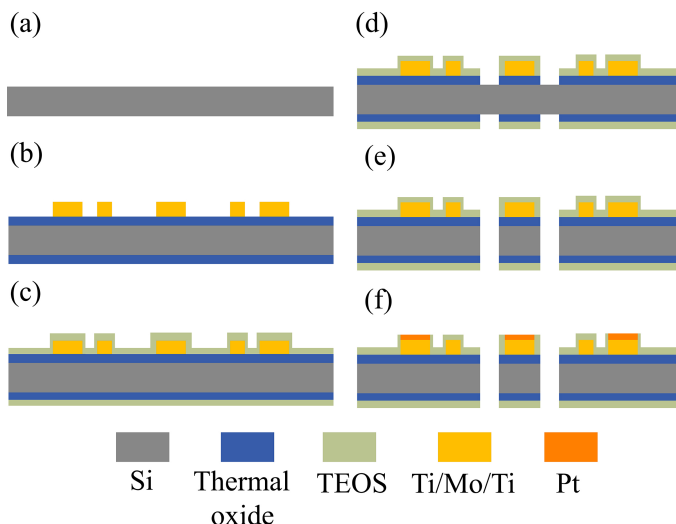 (a)
(b)
(c)
(d)
(e)
(f)
Si
Thermal
oxide
TEOS
Ti/Mo/Ti
Pt